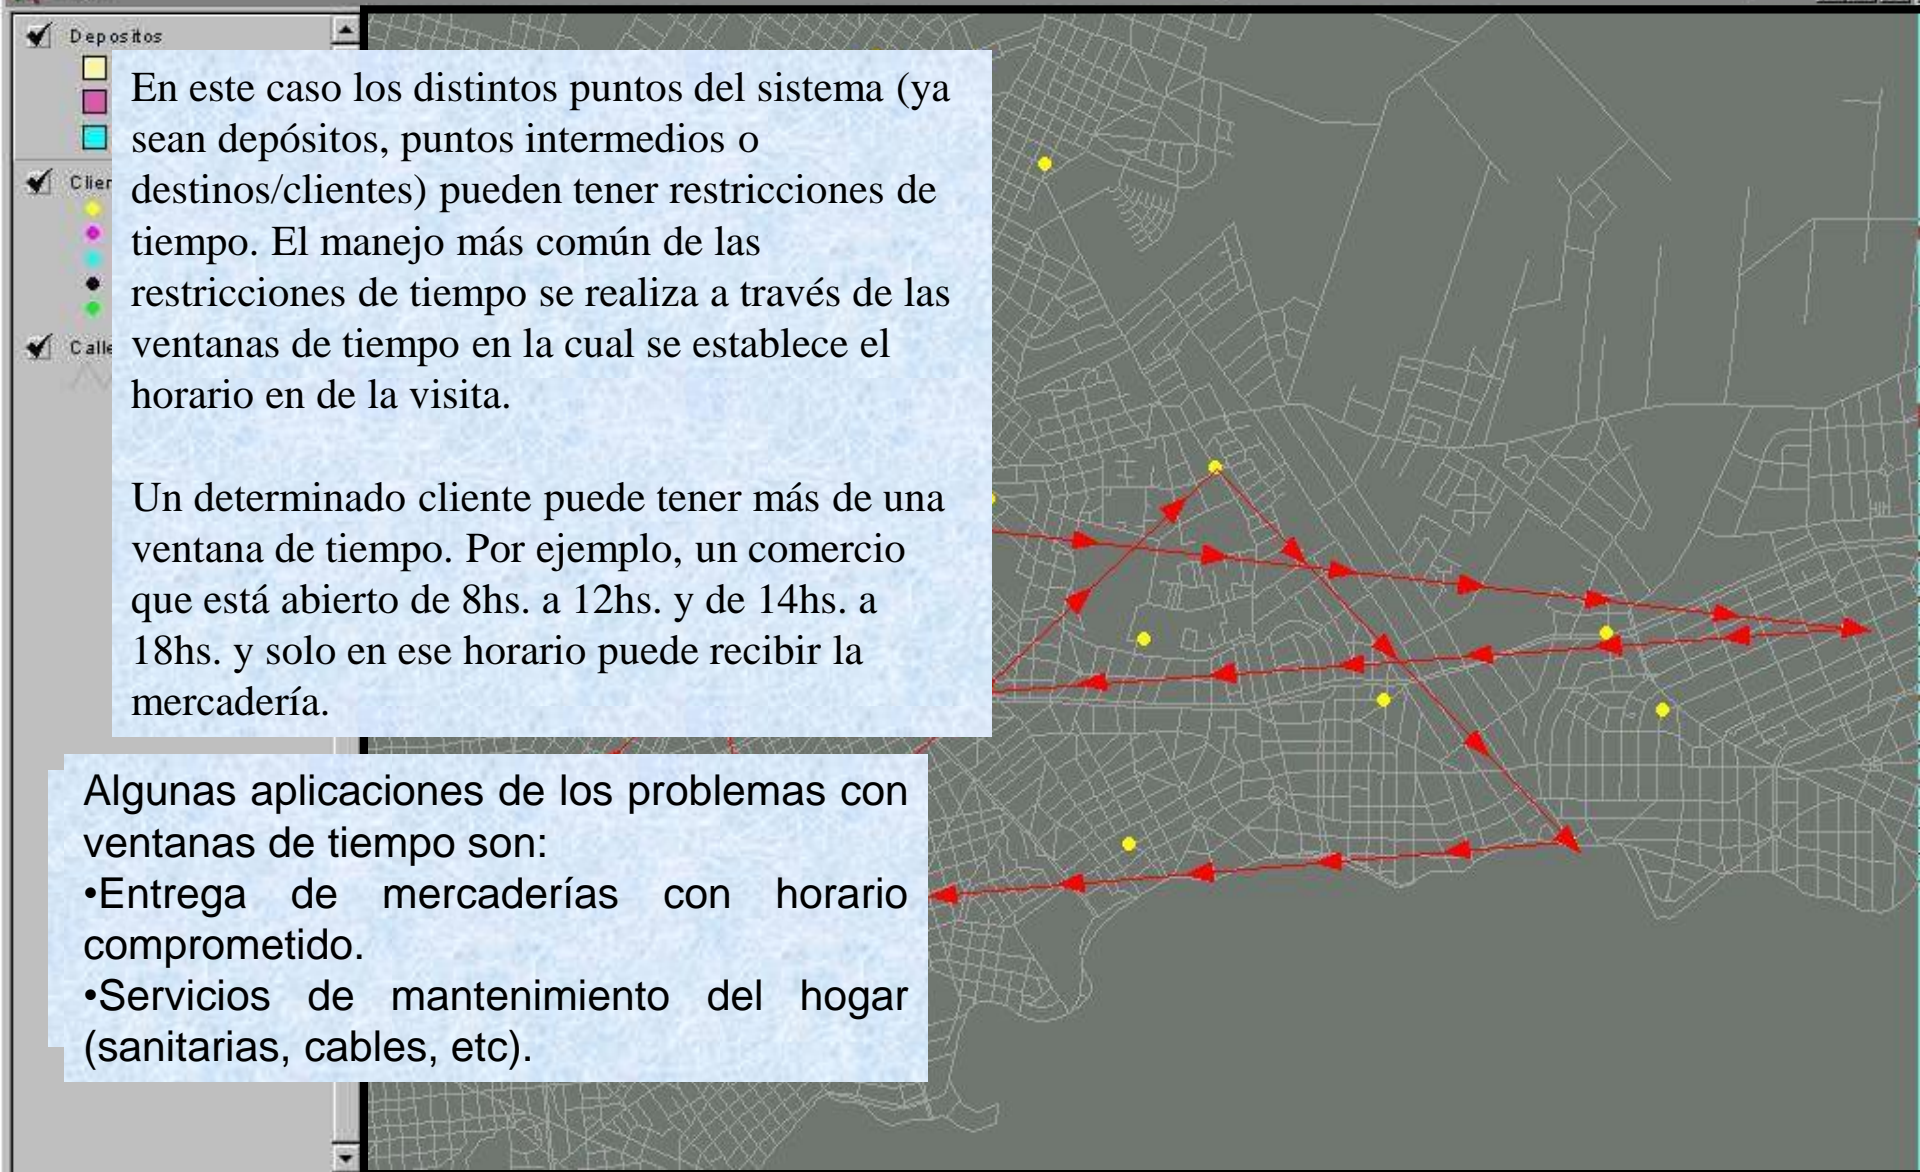 Depositos
En este caso los distintos puntos del sistema (ya
sean depósitos, puntos intermedios o
destinos/clientes) pueden tener restricciones de
tiempo. El manejo más común de las
restricciones de tiempo se realiza a través de las
ventanas de tiempo en la cual se establece el
horario en de la visita.
Un determinado cliente puede tener más de una
ventana de tiempo. Por ejemplo, un comercio
que está abierto de 8hs. a 12hs. y de 14hs. a
18hs. y solo en ese horario puede recibir la
mercadería.
Clien
Calle
Algunas aplicaciones de los problemas con
ventanas de tiempo son:
•Entrega de mercaderías con horario
comprometido.
•Servicios de mantenimiento del hogar
(sanitarias, cables, etc).